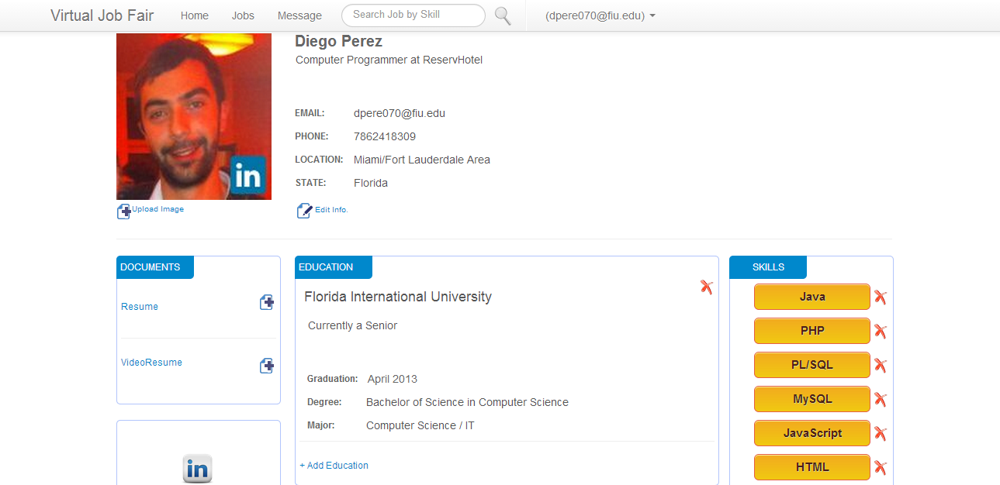 Virtual Job Fair Home Jobs Message Search Job by Skill (dpere070@fiu.edu)
Diego Perez
Computer Programmer at ReservHotel
EMAIL: dpere070@fiu.edu
PHONE: 7862418309
LOCATION: Miami/Fort Lauderdale Area
STATE: Florida
in
Upload Image
Edit Info.
DOCUMENTS
Resume
VideoResume
in
EDUCATION
Florida International University
Currently a Senior
Graduation: April 2013
Degree: Bachelor of Science in Computer Science
Major: Computer Science / IT
+ Add Education
SKILLS
Java
PHP
PL/SQL
MySQL
JavaScript
HTML